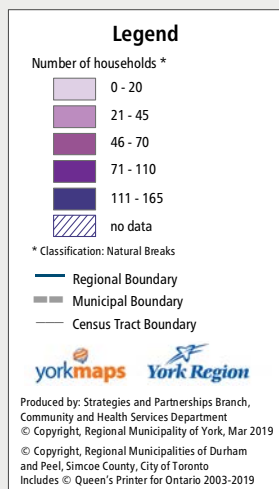 Legend
Number of households *
0 - 20
21 - 45
46 - 70
71 - 110
111 - 165
no data
* Classification: Natural Breaks
Regional Boundary
Municipal Boundary
Census Tract Boundary
yorkmaps York Region
Produced by: Strategies and Partnerships Branch,
Community and Health Services Department
© Copyright, Regional Municipality of York, Mar 2019
© Copyright, Regional Municipalities of Durham
and Peel, Simcoe County, City of Toronto
Includes © Queen's Printer for Ontario 2003-2019